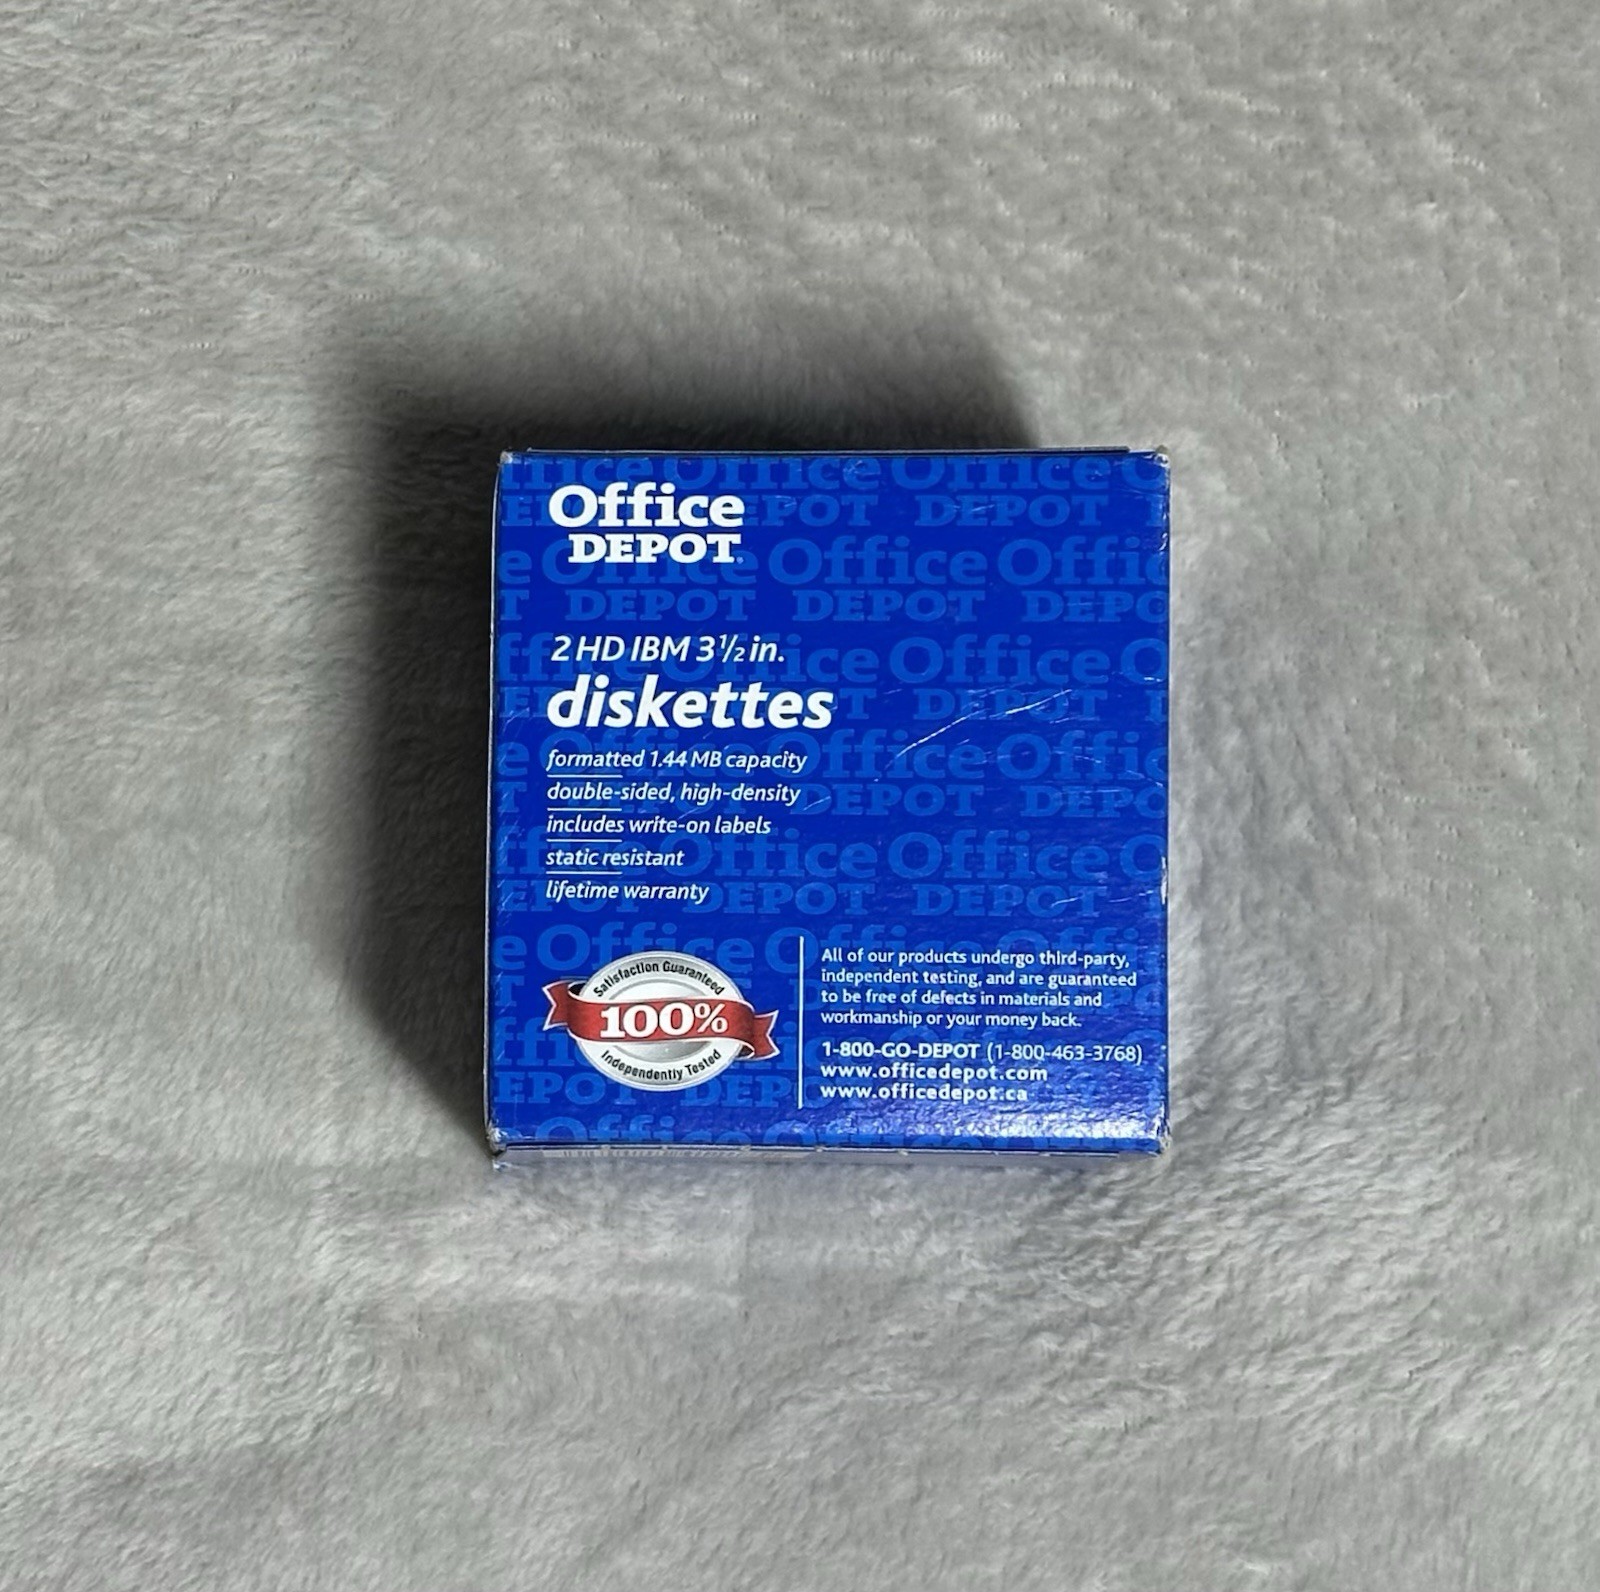 Office
DEPOT
2 HD IBM 3½ in.
diskettes
formatted 1.44 MB capacity
double-sided, high-density
includes write-on labels
static resistant
lifetime warranty
Satisfaction Guaranteed
100%
Independently Tested
All of our products undergo third-party,
independent testing, and are guaranteed
to be free of defects in materials and
workmanship or your money back.
1-800-GO-DEPOT (1-800-463-3768)
www.officedepot.com
www.officedepot.ca